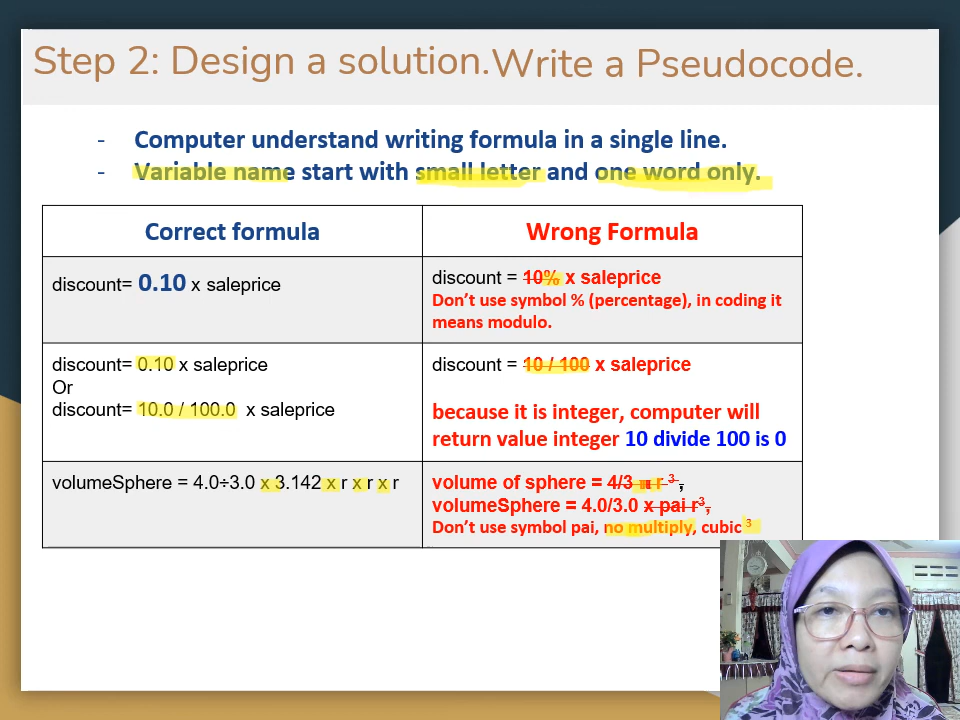 Step 2: Design a solution. Write a Pseudocode.
- Computer understand writing formula in a single line.
- Variable name start with small letter and one word only.
Correct formula
Wrong Formula
discount= 0.10 x saleprice
discount = 10% x saleprice
Don't use symbol % (percentage), in coding it
means modulo.
discount= 0.10 x saleprice
Or
discount= 10.0 / 100.0 x saleprice
discount = 10 / 100 x saleprice
because it is integer, computer will
return value integer 10 divide 100 is 0
volumeSphere = 4.0÷3.0 x 3.142 x r x r x r
volume of sphere = 4/3 π r ³,
volumeSphere = 4.0/3.0 x pai r³,
Don't use symbol pai, no multiply, cubic ³